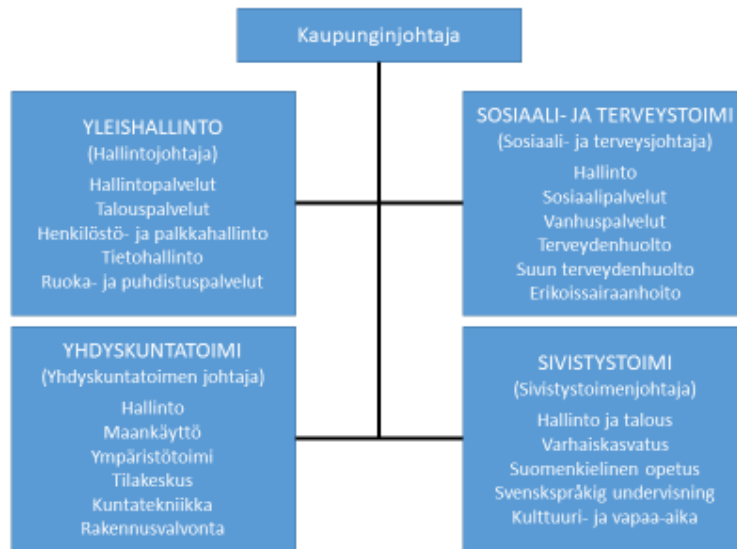 Kaupunginjohtaja
YLEISHALLINTO
(Hallintojohtaja)
Hallintopalvelut
Talouspalvelut
Henkilöstö- ja palkkahallinto
Tietohallinto
Ruoka- ja puhdistuspalvelut
SOSIAALI- JA TERVEYSTOIMI
(Sosiaali- ja terveysjohtaja)
Hallinto
Sosiaalipalvelut
Vanhuspalvelut
Terveydenhuolto
Suun terveydenhuolto
Erikoissairaanhoito
YHDYSKUNTATOIMI
(Yhdyskuntatoimen johtaja)
Hallinto
Maankäyttö
Ympäristötoimi
Tilakeskus
Kuntatekniikka
Rakennusvalvonta
SIVISTYSTOIMI
(Sivistystoimenjohtaja)
Hallinto ja talous
Varhaiskasvatus
Suomenkielinen opetus
Svenskspråkig undervisning
Kulttuuri- ja vapaa-aika